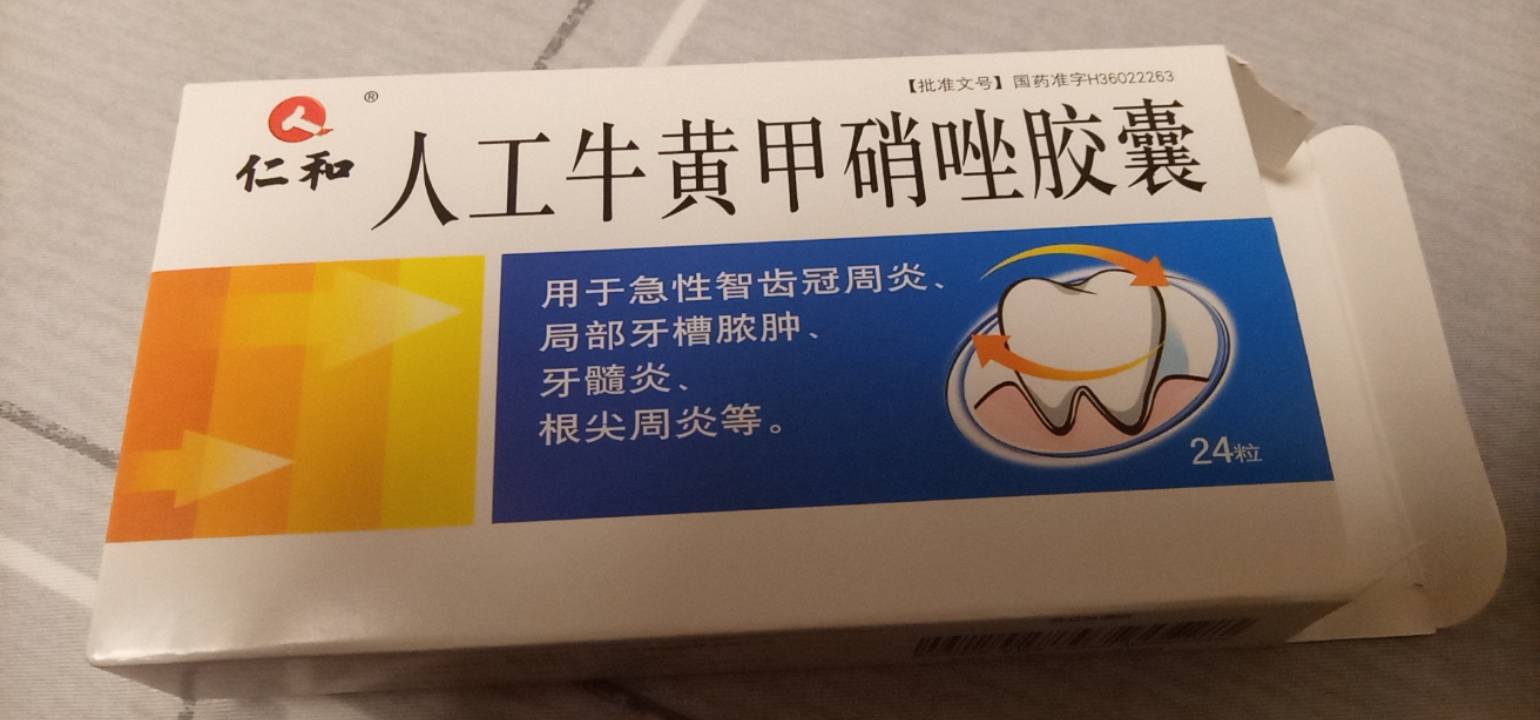 【批准文号】国药准字H36022263
仁和
®
人工牛黄甲硝唑胶囊
用于急性智齿冠周炎、
局部牙槽脓肿、
牙髓炎、
根尖周炎等。
24粒